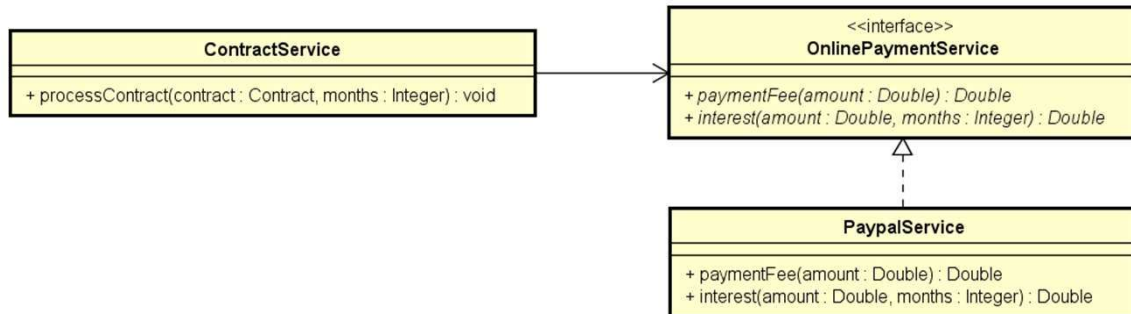 ContractService
+ processContract(contract : Contract, months : Integer) : void
<<interface>>
OnlinePaymentService
+ paymentFee(amount : Double) : Double
+ interest(amount : Double, months : Integer) : Double
PaypalService
+ paymentFee(amount : Double) : Double
+ interest(amount : Double, months : Integer) : Double